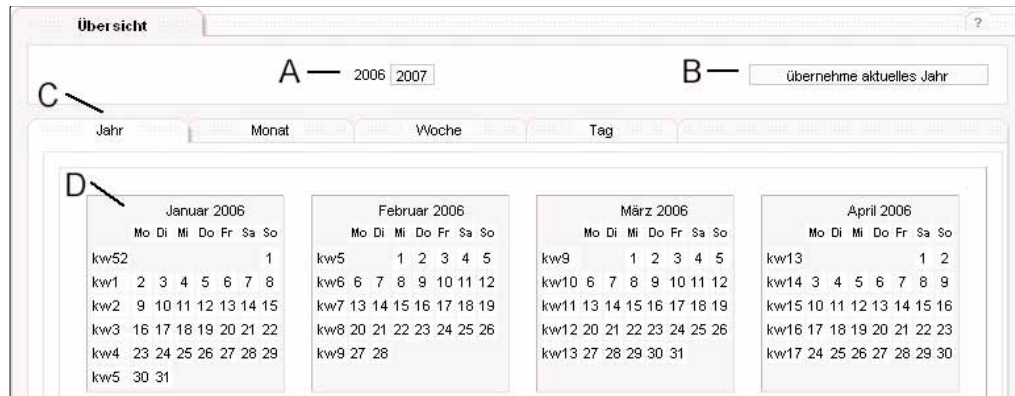 Übersicht
?
A 2006 2007 B übernehme aktuelles Jahr
C
Jahr Monat Woche Tag
D
Januar 2006 Februar 2006 März 2006 April 2006
Mo Di Mi Do Fr Sa So Mo Di Mi Do Fr Sa So Mo Di Mi Do Fr Sa So Mo Di Mi Do Fr Sa So
kw52 1 kw5 1 2 3 4 5 kw9 1 2 3 4 5 kw13 1 2
kw1 2 3 4 5 6 7 8 kw6 6 7 8 9 10 11 12 kw10 6 7 8 9 10 11 12 kw14 3 4 5 6 7 8 9
kw2 9 10 11 12 13 14 15 kw7 13 14 15 16 17 18 19 kw11 13 14 15 16 17 18 19 kw15 10 11 12 13 14 15 16
kw3 16 17 18 19 20 21 22 kw8 20 21 22 23 24 25 26 kw12 20 21 22 23 24 25 26 kw16 17 18 19 20 21 22 23
kw4 23 24 25 26 27 28 29 kw9 27 28 kw13 27 28 29 30 31 kw17 24 25 26 27 28 29 30
kw5 30 31